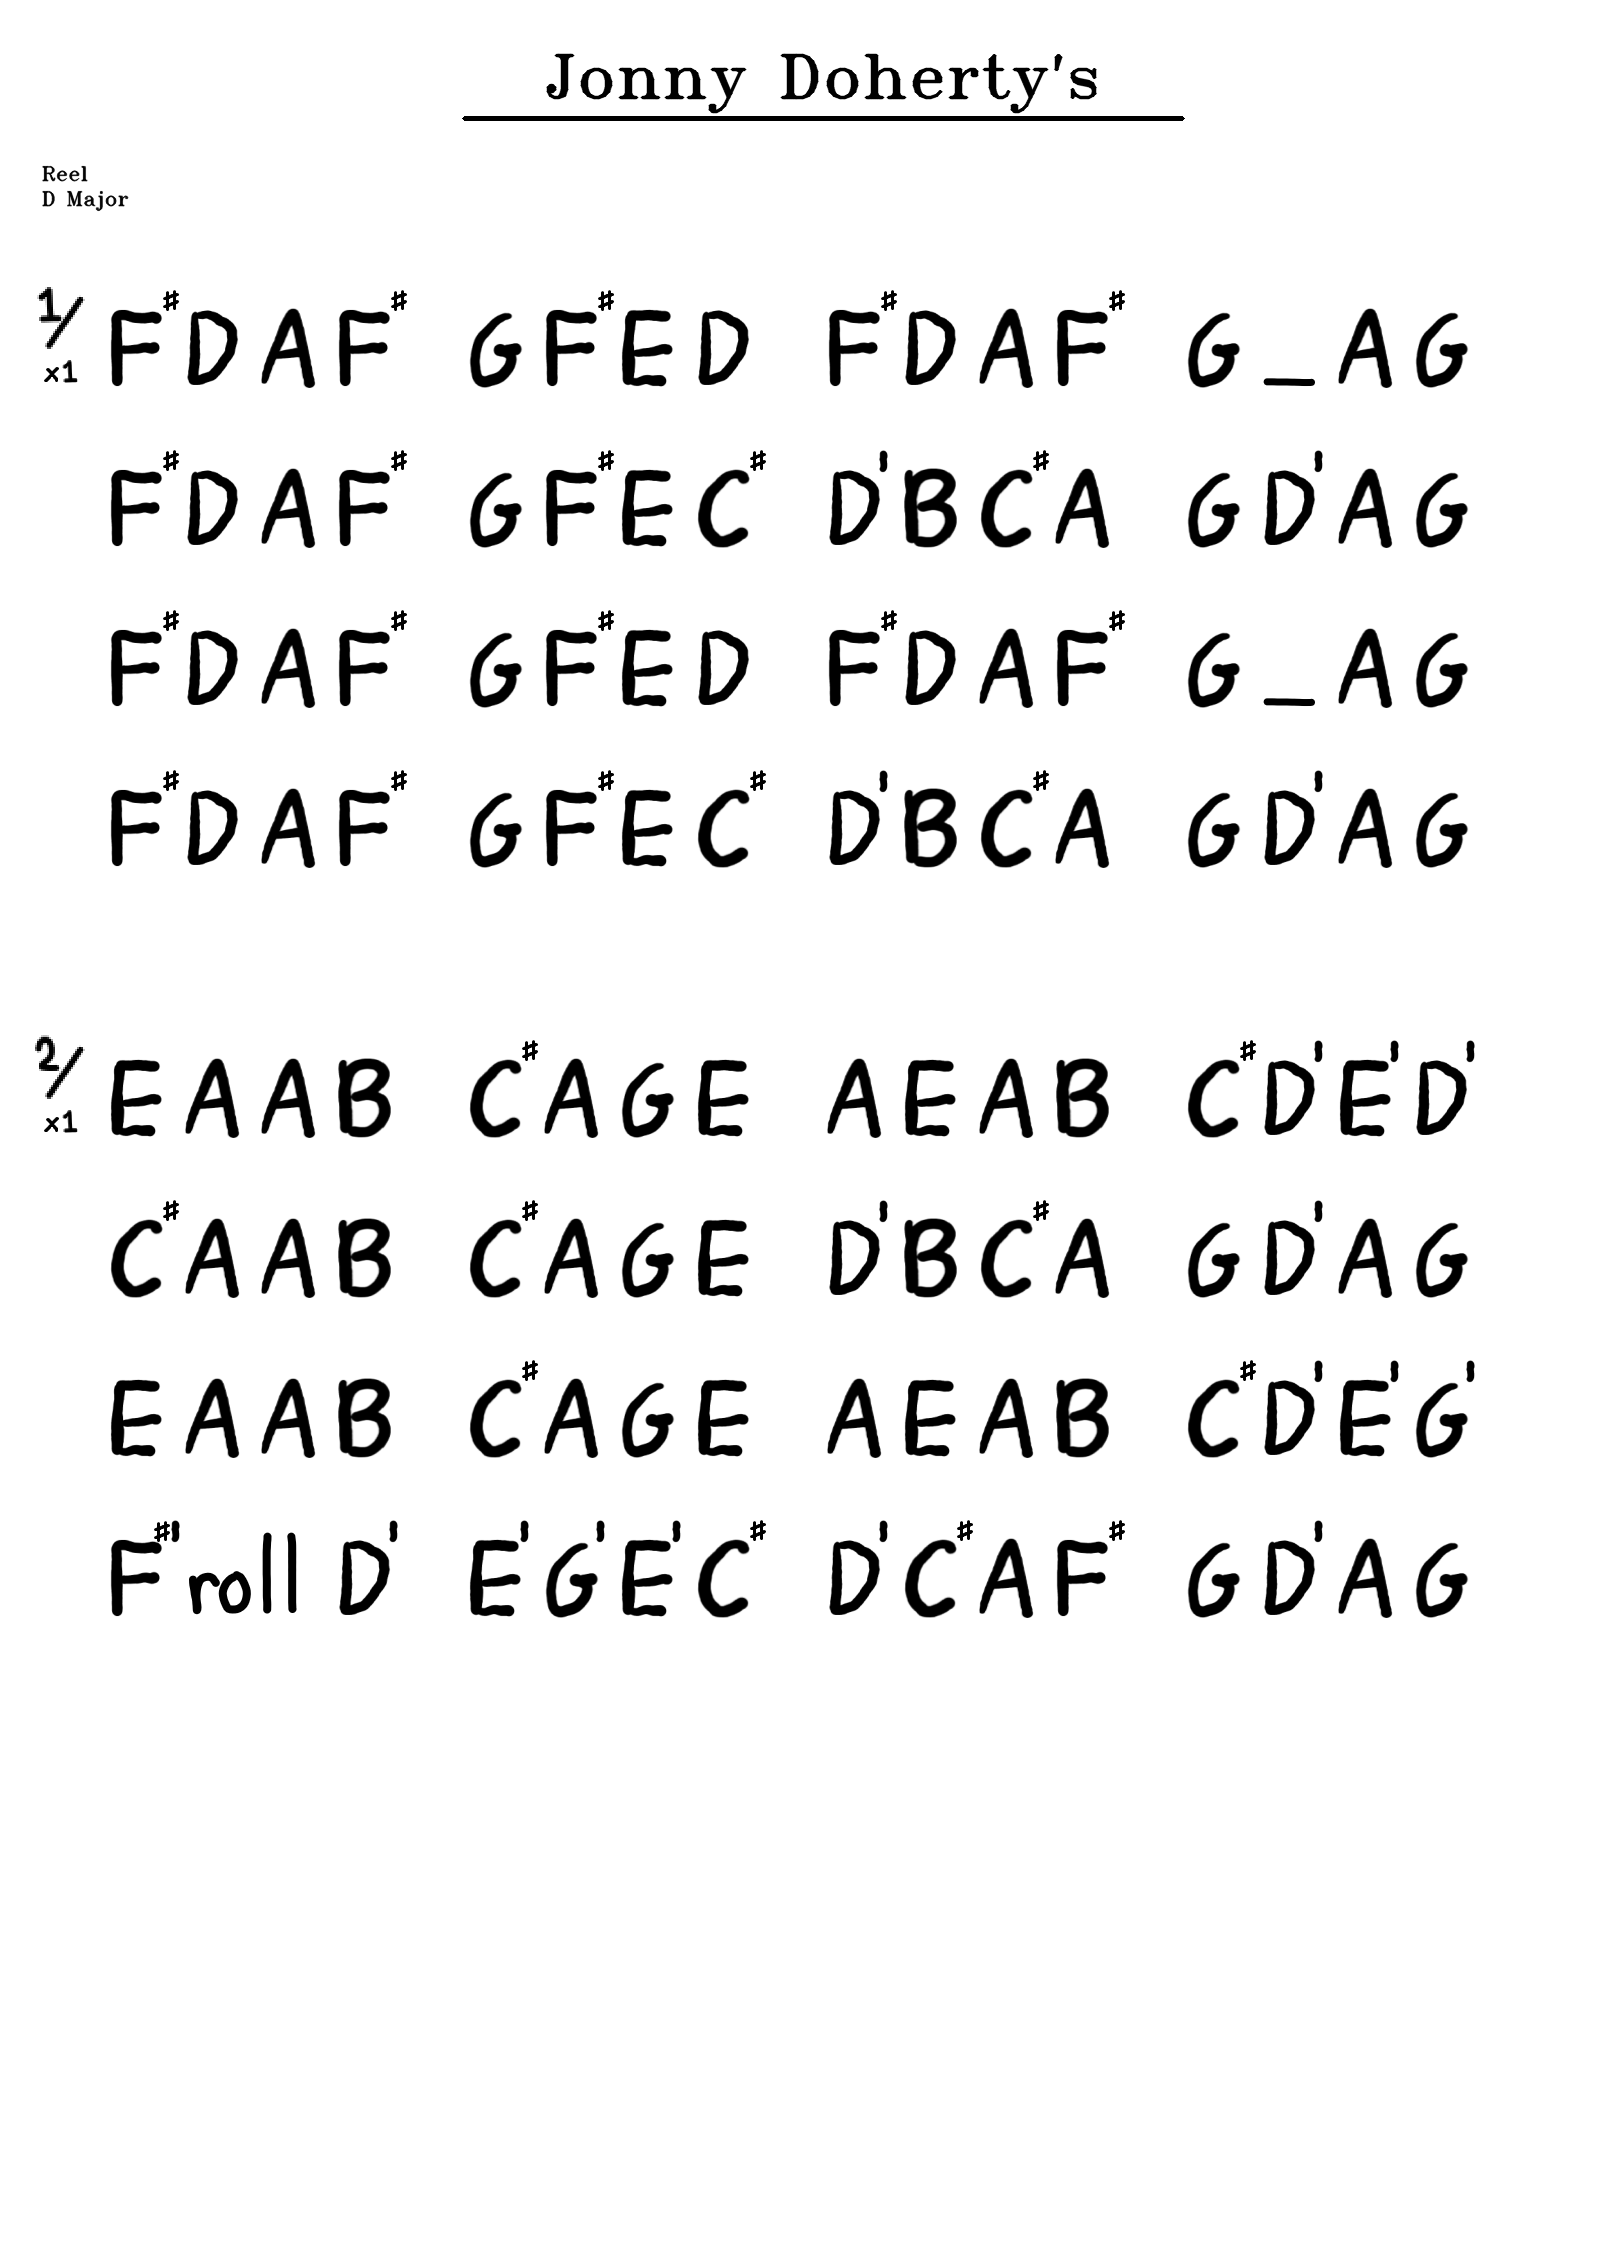 Jonny Doherty's
Reel
D Major
1/ x1 F♯DAF♯ GF♯ED F♯DAF♯ G_AG
F♯DAF♯ GF♯EC♯ D'BC♯A GD'AG
F♯DAF♯ GF♯ED F♯DAF♯ G_AG
F♯DAF♯ GF♯EC♯ D'BC♯A GD'AG
2/ x1 EAAB C♯AGE AEAB C♯D'E'D'
C♯AAB C♯AGE D'BC♯A GD'AG
EAAB C♯AGE AEAB C♯D'E'G'
F♯'roll D' E'G'E'C♯ D'C♯AF♯ GD'AG